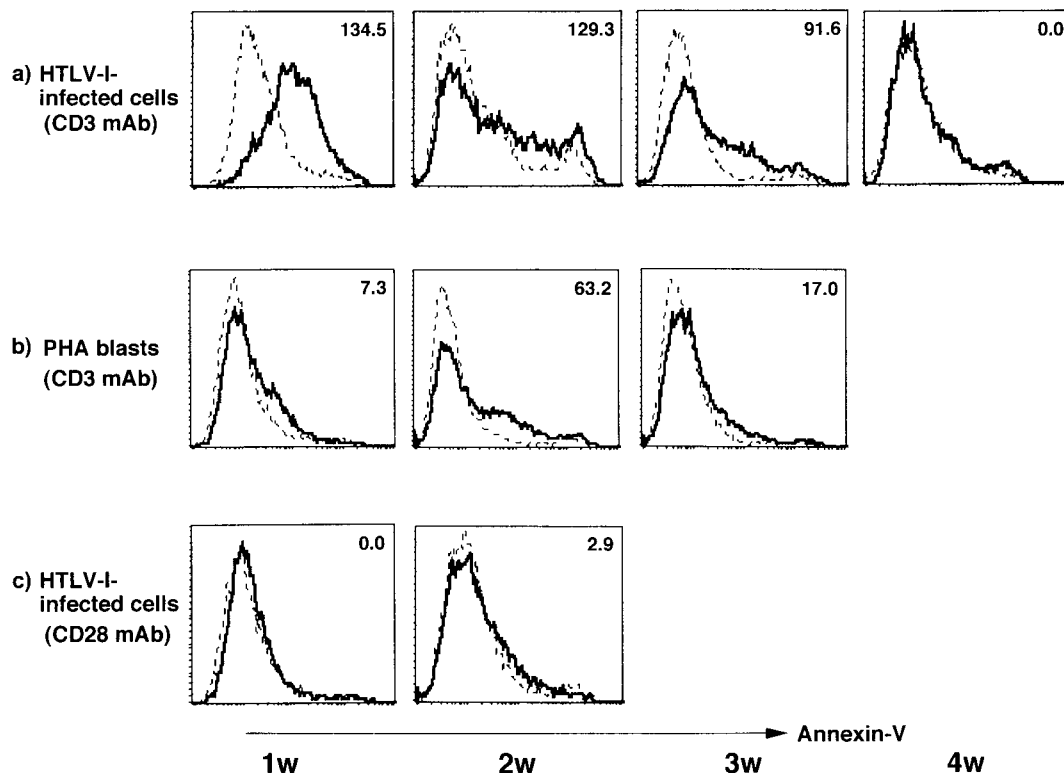 134.5
129.3
91.6
0.0
a) HTLV-I-
infected cells
(CD3 mAb)
7.3
63.2
17.0
b) PHA blasts
(CD3 mAb)
0.0
2.9
c) HTLV-I-
infected cells
(CD28 mAb)
Annexin-V
1w 2w 3w 4w